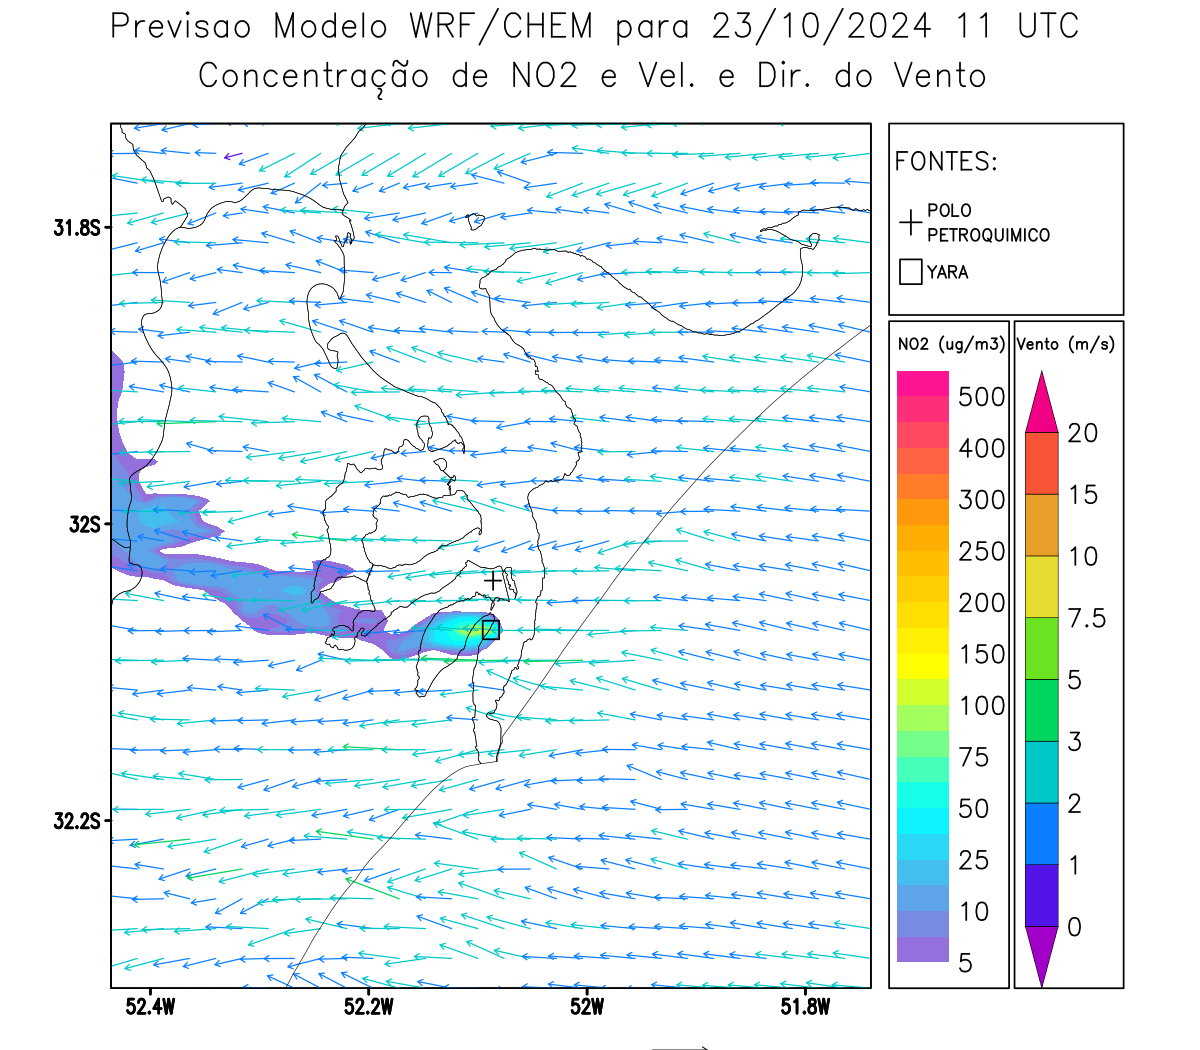 Previsao Modelo WRF/CHEM para 23/10/2024 11 UTC
Concentração de NO2 e Vel. e Dir. do Vento
FONTES:
POLO
PETROQUIMICO
YARA
NO2 (ug/m3)
500
400
300
250
200
150
100
75
50
25
10
5
Vento (m/s)
20
15
10
7.5
5
3
2
1
0
31.8S
32S
32.2S
52.4W
52.2W
52W
51.8W